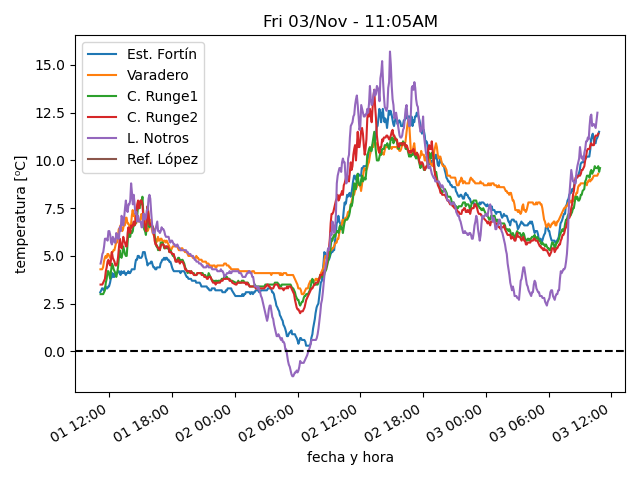 Fri 03/Nov - 11:05AM
temperatura [ºC]
15.0
12.5
10.0
7.5
5.0
2.5
0.0
Est. Fortín
Varadero
C. Runge1
C. Runge2
L. Notros
Ref. López
01 12:00
01 18:00
02 00:00
02 06:00
02 12:00
02 18:00
03 00:00
03 06:00
03 12:00
fecha y hora